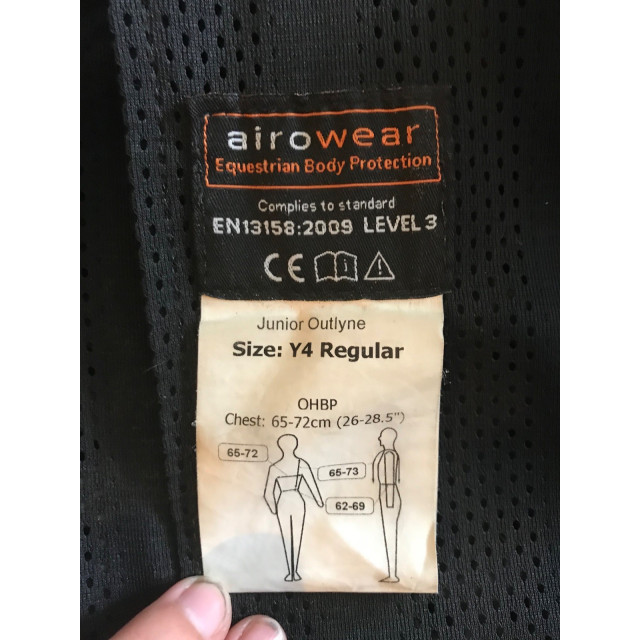 airowear
Equestrian Body Protection
Complies to standard
EN13158:2009 LEVEL 3
CE i
Junior Outlyne
Size: Y4 Regular
OHBP
Chest: 65-72cm (26-28.5")
65-72
65-73
62-69